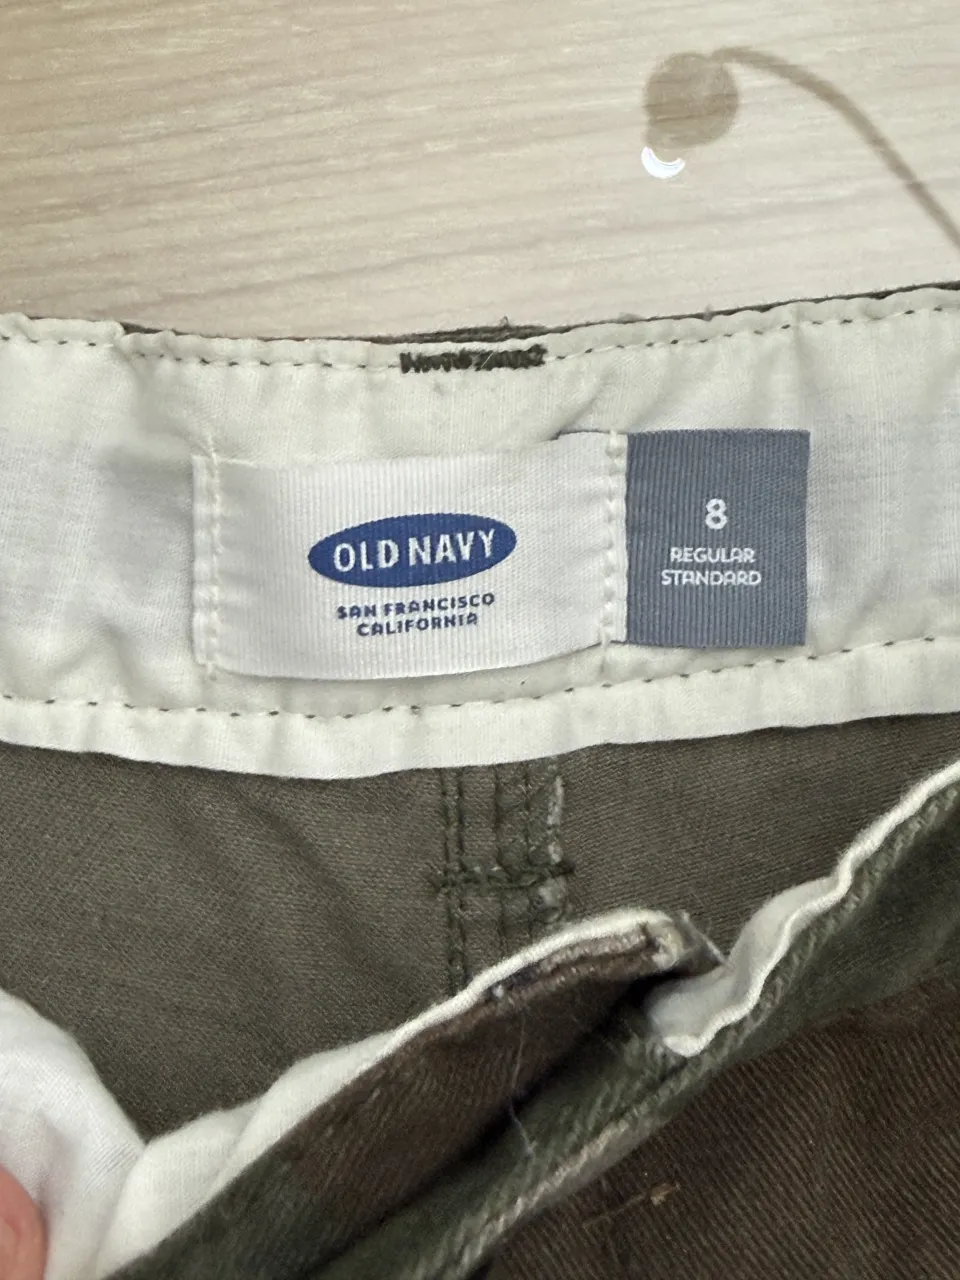 OLD NAVY
SAN FRANCISCO
CALIFORNIA
8
REGULAR
STANDARD